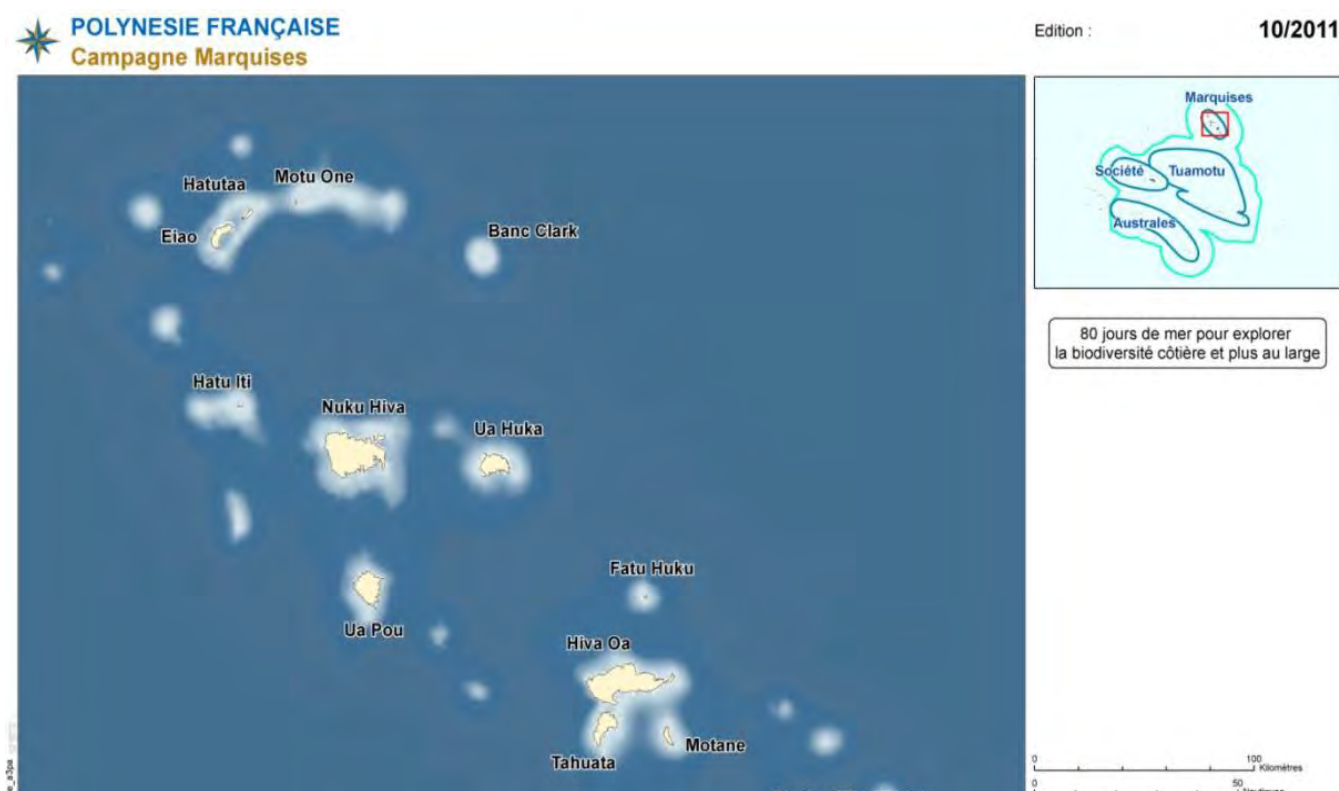 POLYNESIE FRANÇAISE
Campagne Marquises
Edition :
10/2011
Hatutaa
Motu One
Eiao
Banc Clark
Hatu Iti
Nuku Hiva
Ua Huka
Fatu Huku
Ua Pou
Hiva Oa
Tahuata
Motane
Marquises
Société
Tuamotu
Australes
80 jours de mer pour explorer
la biodiversité côtière et plus au large
0
100
Kilomètres
0
50